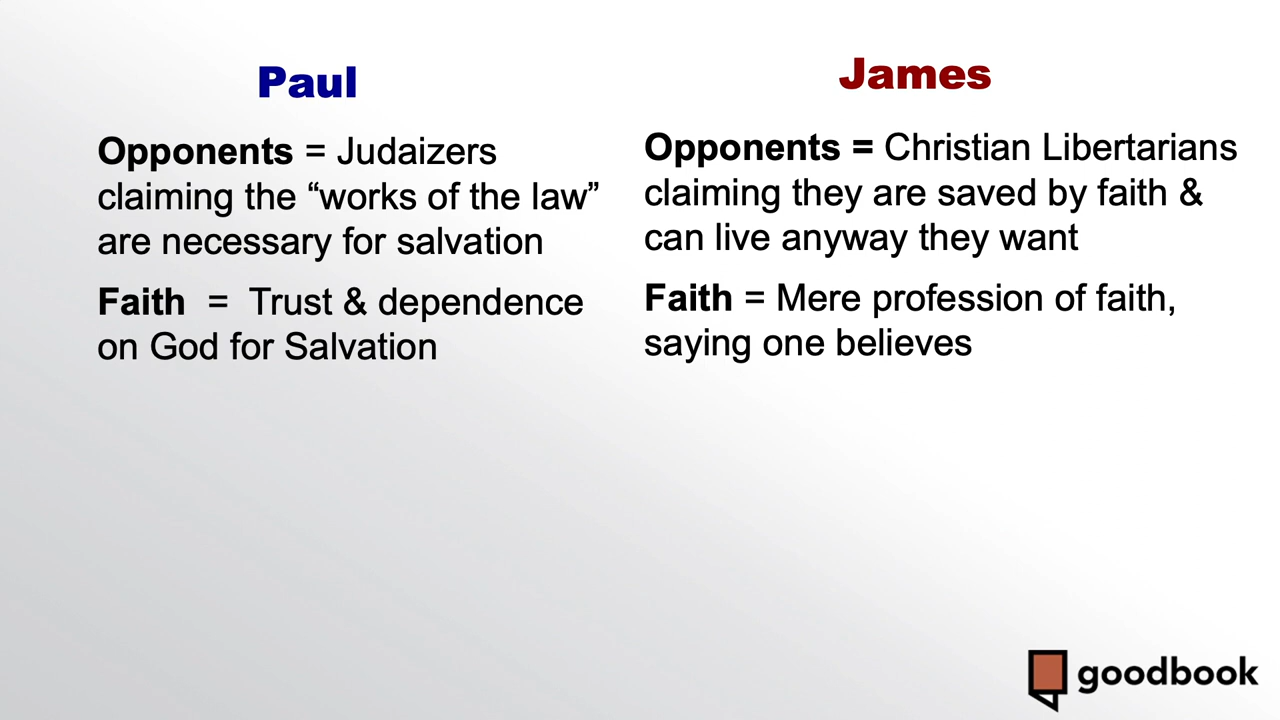 Paul
Opponents = Judaizers
claiming the “works of the law”
are necessary for salvation
Faith = Trust & dependence
on God for Salvation
James
Opponents = Christian Libertarians
claiming they are saved by faith &
can live anyway they want
Faith = Mere profession of faith,
saying one believes
goodbook